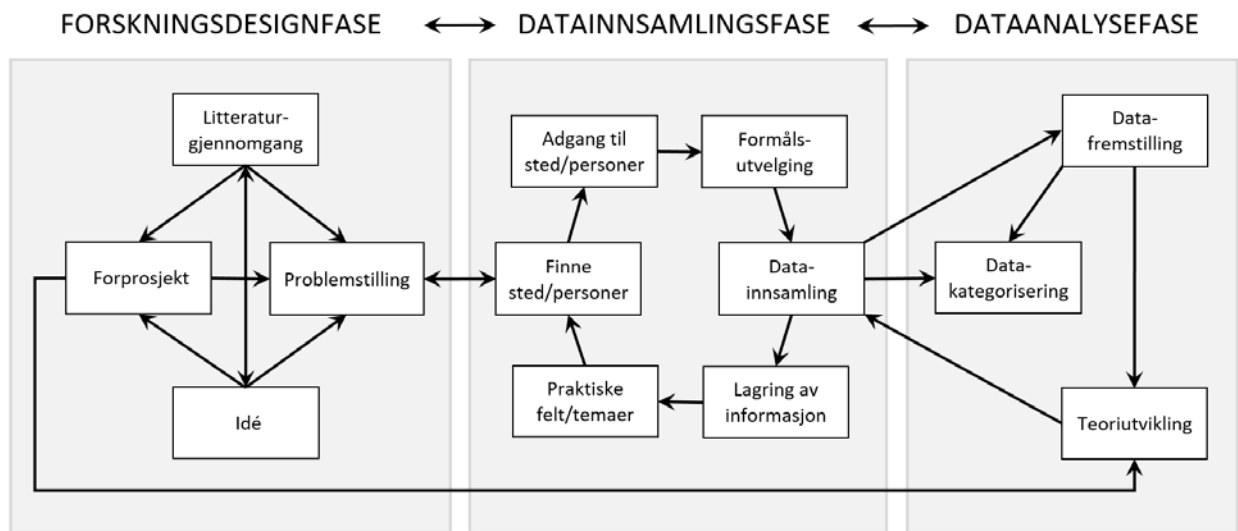 FORSKNINGSDESIGNFASE
DATAINNSAMLINGSFASE
DATAANALYSEFASE
Litteratur-
gjennomgang
Forprosjekt
Problemstilling
Idé
Adgang til
sted/personer
Formåls-
utvelging
Finne
sted/personer
Data-
innsamling
Praktiske
felt/temaer
Lagring av
informasjon
Data-
fremstilling
Data-
kategorisering
Teoriutvikling